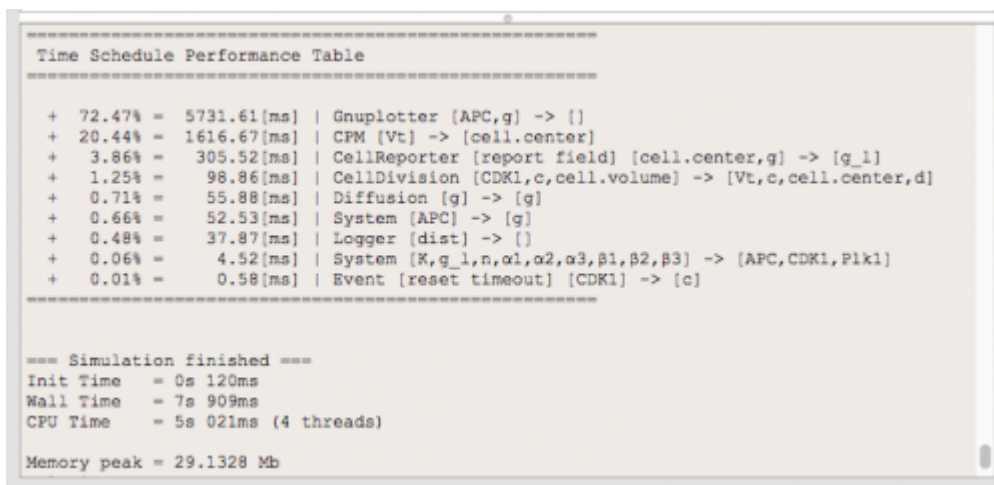 =======================================================
Time Schedule Performance Table
=======================================================
+ 72.47% = 5731.61[ms] | Gnuplotter [APC,g] -> []
+ 20.44% = 1616.67[ms] | CPM [Vt] -> [cell.center]
+ 3.86% = 305.52[ms] | CellReporter [report field] [cell.center,g] -> [g_l]
+ 1.25% = 98.86[ms] | CellDivision [CDK1,c,cell.volume] -> [Vt,c,cell.center,d]
+ 0.71% = 55.88[ms] | Diffusion [g] -> [g]
+ 0.66% = 52.53[ms] | System [APC] -> [g]
+ 0.48% = 37.87[ms] | Logger [dist] -> []
+ 0.06% = 4.52[ms] | System [K,g_l,n,α1,α2,α3,β1,β2,β3] -> [APC,CDK1,Plk1]
+ 0.01% = 0.58[ms] | Event [reset timeout] [CDK1] -> [c]
=======================================================
=== Simulation finished ===
Init Time = 0s 120ms
Wall Time = 7s 909ms
CPU Time = 5s 021ms (4 threads)
Memory peak = 29.1328 Mb